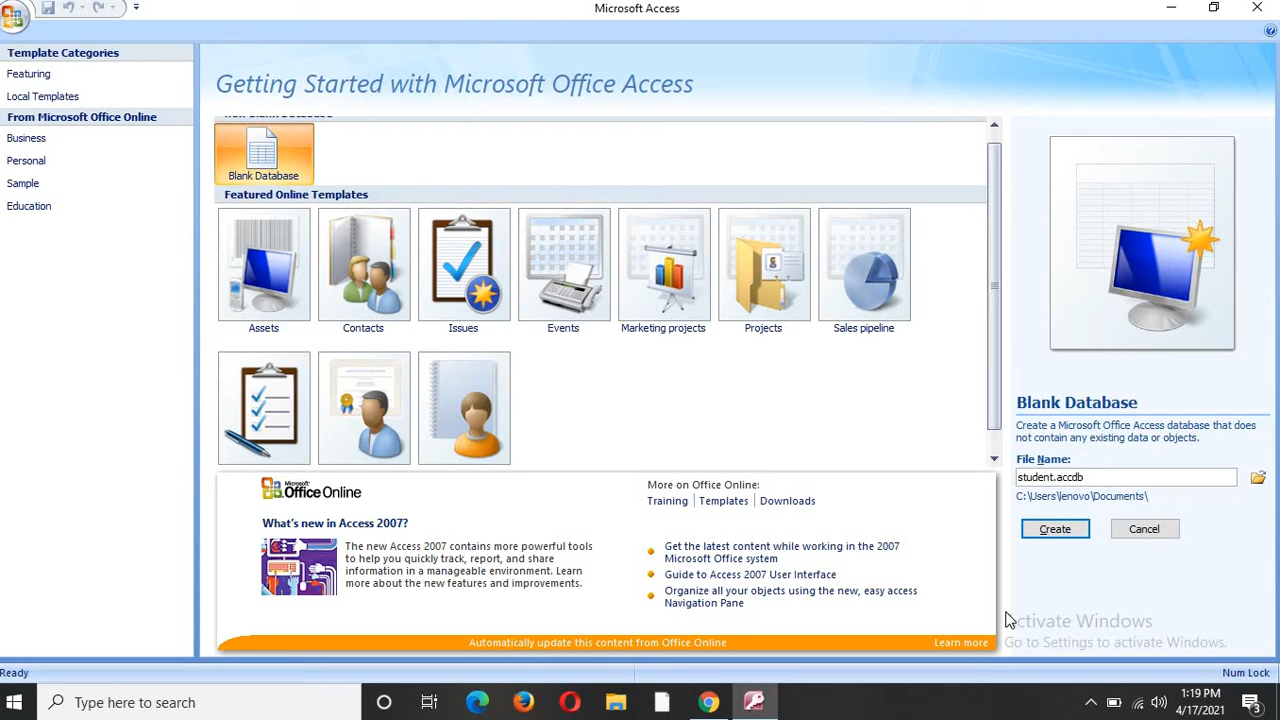 Microsoft Access
Template Categories
Featuring
Local Templates
From Microsoft Office Online
Business
Personal
Sample
Education
Getting Started with Microsoft Office Access
Blank Database
Featured Online Templates
Assets
Contacts
Issues
Events
Marketing projects
Projects
Sales pipeline
Microsoft
Office Online
What's new in Access 2007?
The new Access 2007 contains more powerful tools
to help you quickly track, report, and share
information in a manageable environment. Learn
more about the new features and improvements.
More on Office Online:
Training | Templates | Downloads
Get the latest content while working in the 2007
Microsoft Office system
Guide to Access 2007 User Interface
Organize all your objects using the new, easy access
Navigation Pane
Automatically update this content from Office Online
Learn more
Blank Database
Create a Microsoft Office Access database that does
not contain any existing data or objects.
File Name:
student.accdb
C:\Users\lenovo\Documents\
Create
Cancel
ctivate Windows
Go to Settings to activate Windows.
Ready
Num Lock
Type here to search
1:19 PM
4/17/2021
3